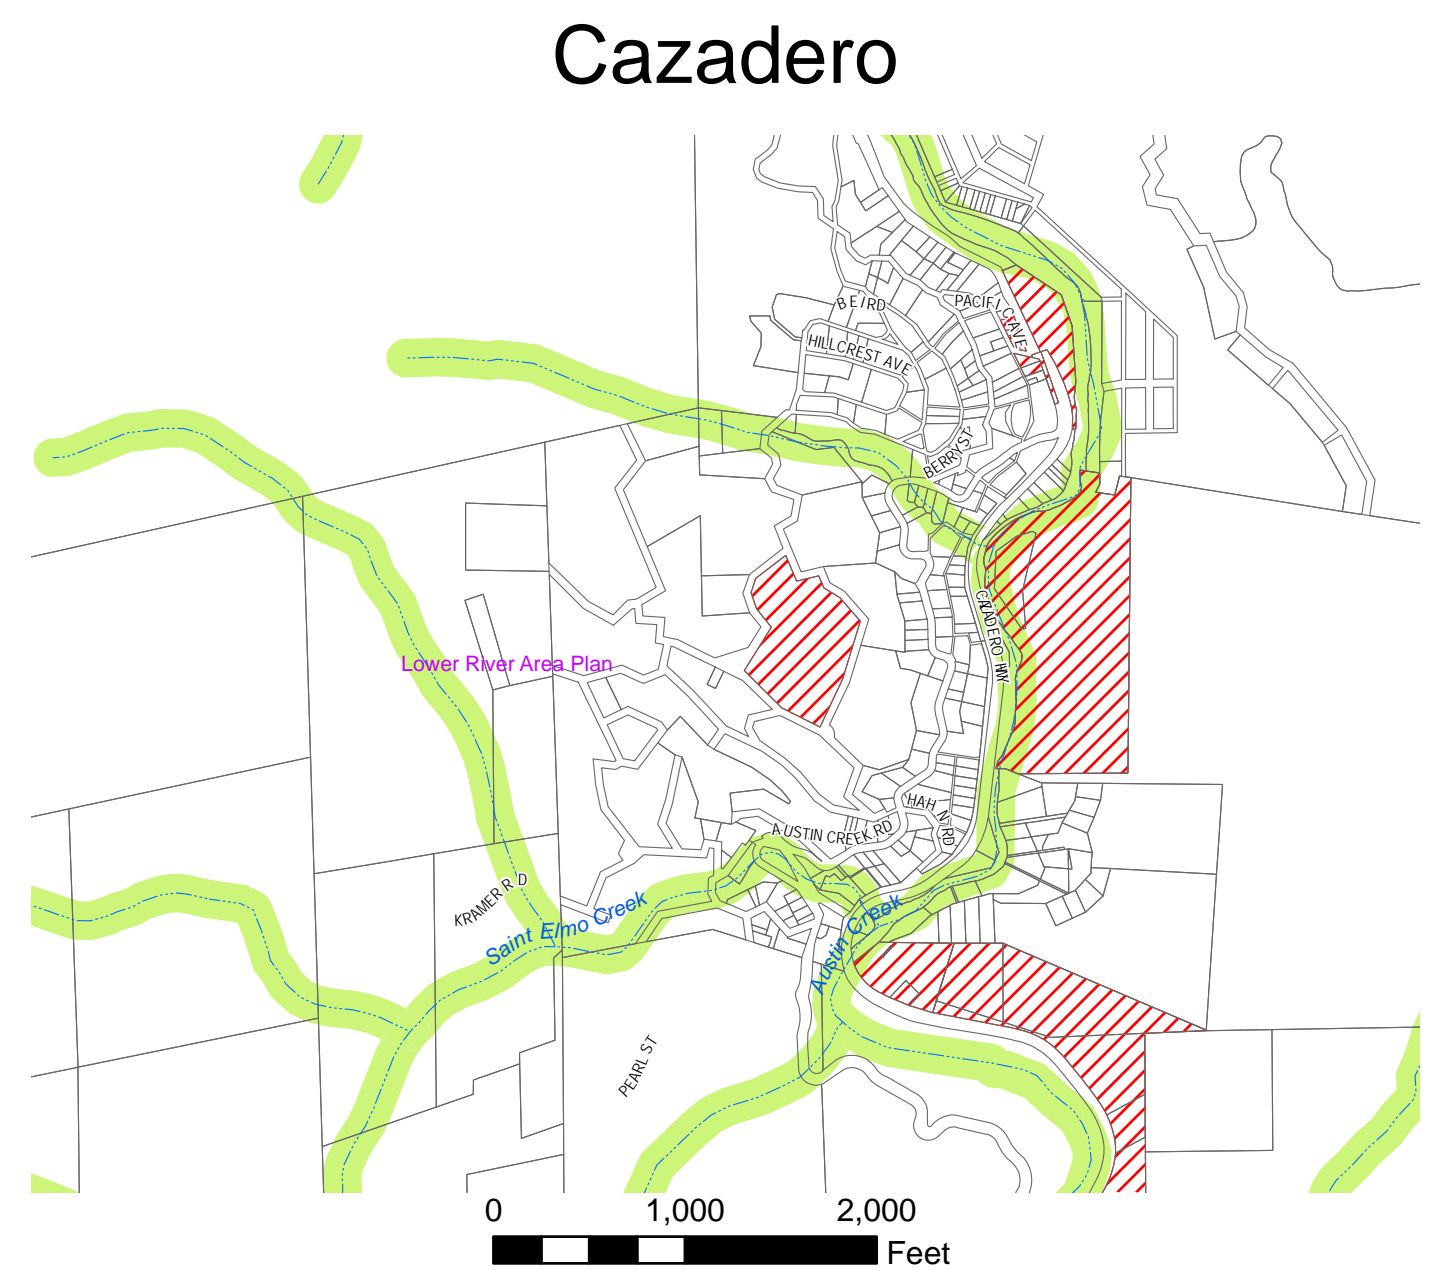 Cazadero
BEIRD
PACIFIC AVE
HILLCREST AVE
BERRY ST
CAZADERO HWY
Lower River Area Plan
HAHN RD
AUSTIN CREEK RD
KRAMER RD
Saint Elmo Creek
Austin Creek
PEARL ST
0 1,000 2,000
Feet